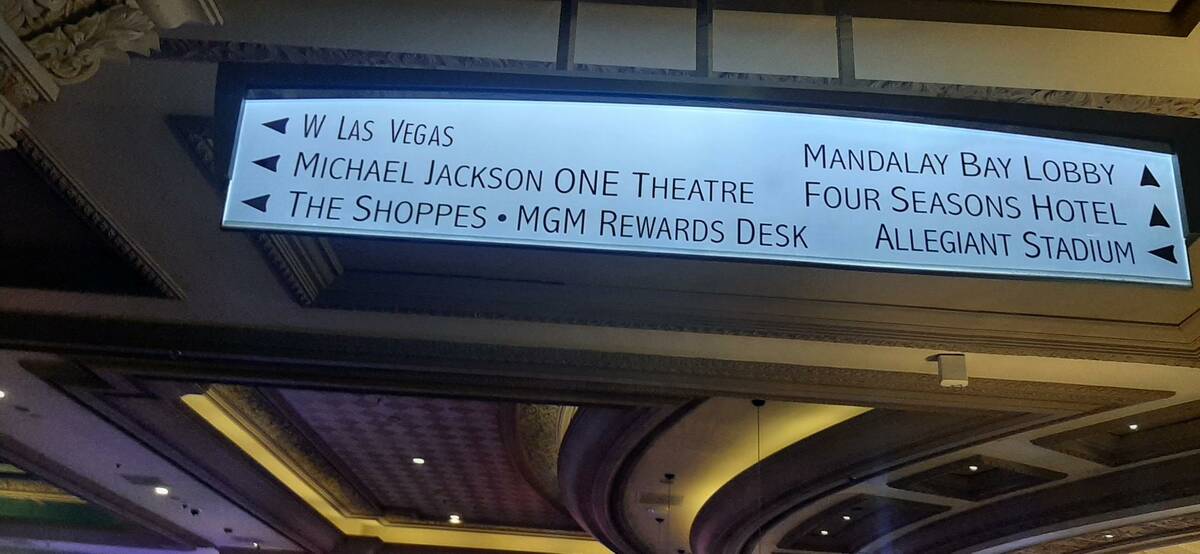 W LAS VEGAS
MICHAEL JACKSON ONE THEATRE
THE SHOPPES • MGM REWARDS DESK
MANDALAY BAY LOBBY
FOUR SEASONS HOTEL
ALLEGIANT STADIUM